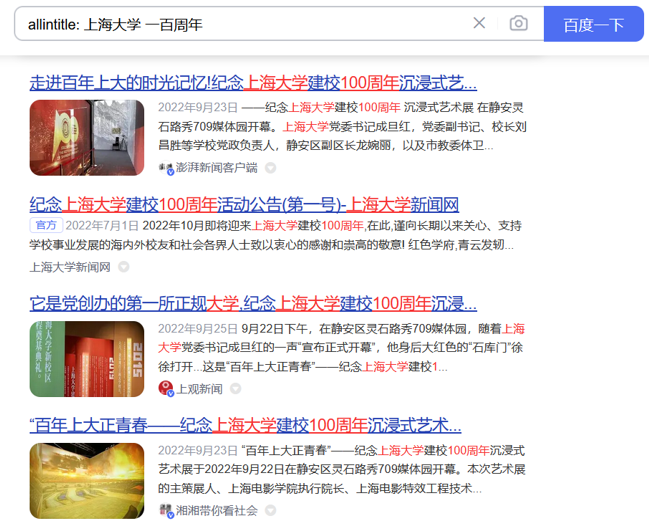 allintitle: 上海大学 一百周年
百度一下
走进百年上大的时光记忆!纪念上海大学建校100周年沉浸式艺...
2022年9月23日 ——纪念上海大学建校100周年 沉浸式艺术展 在静安灵
石路秀709媒体园开幕。上海大学党委书记成旦红，党委副书记、校长刘
昌胜等学校党政负责人，静安区副区长龙婉丽，以及市教委体卫...
澎湃新闻客户端
纪念上海大学建校100周年活动公告(第一号)-上海大学新闻网
官方 2022年7月1日 2022年10月即将迎来上海大学建校100周年,在此,谨向长期以来关心、支持
学校事业发展的海内外校友和社会各界人士致以衷心的感谢和崇高的敬意! 红色学府,青云发轫...
上海大学新闻网
它是党创办的第一所正规大学,纪念上海大学建校100周年沉浸...
2022年9月25日 9月22日下午，在静安区灵石路秀709媒体园，随着上海
大学党委书记成旦红的一声“宣布正式开幕”，他身后大红色的“石库门”徐
徐打开...这是“百年上大正青春”——纪念上海大学建校1...
上观新闻
“百年上大正青春——纪念上海大学建校100周年沉浸式艺术...
2022年9月23日 “百年上大正青春”——纪念上海大学建校100周年沉浸式
艺术展于2022年9月22日在静安区灵石路秀709媒体园开幕。本次艺术展
的主策展人、上海电影学院执行院长、上海电影特效工程技术...
湘湘带你看社会